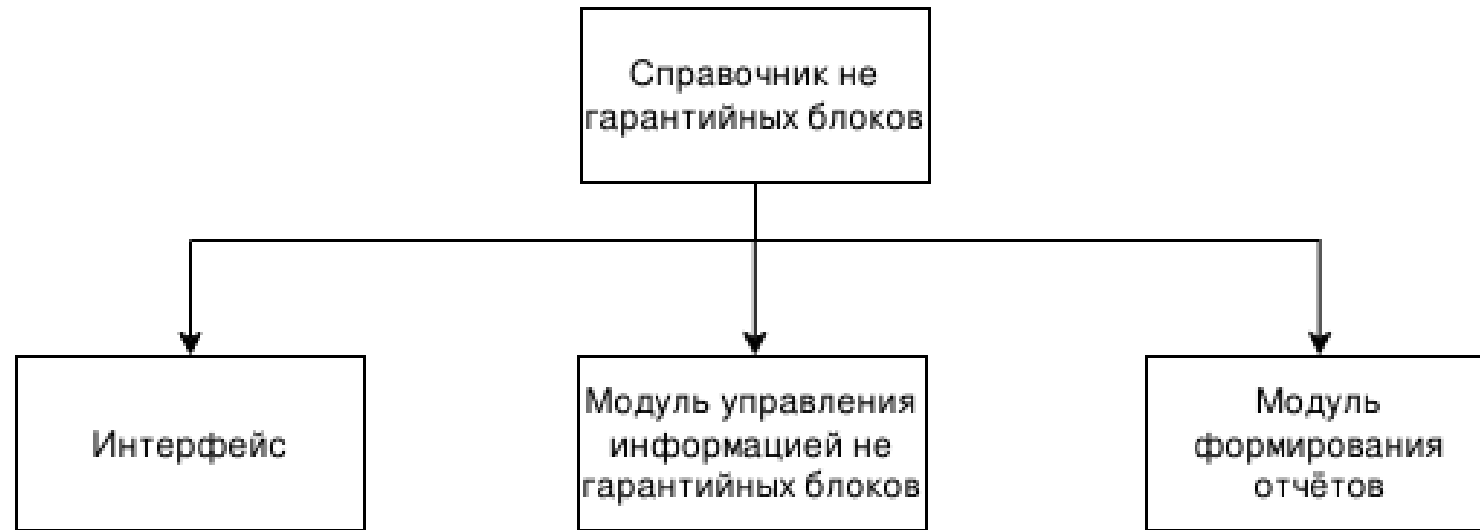 Справочник не
гарантийных блоков
Интерфейс
Модуль управления
информацией не
гарантийных блоков
Модуль
формирования
отчётов